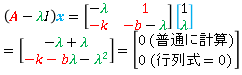 (A - λI)x = [−λ 1 −k −b − λ] [1 λ]
= [−λ + λ −k − bλ − λ²] = [0 (普通に計算) 0 (行列式 = 0)]